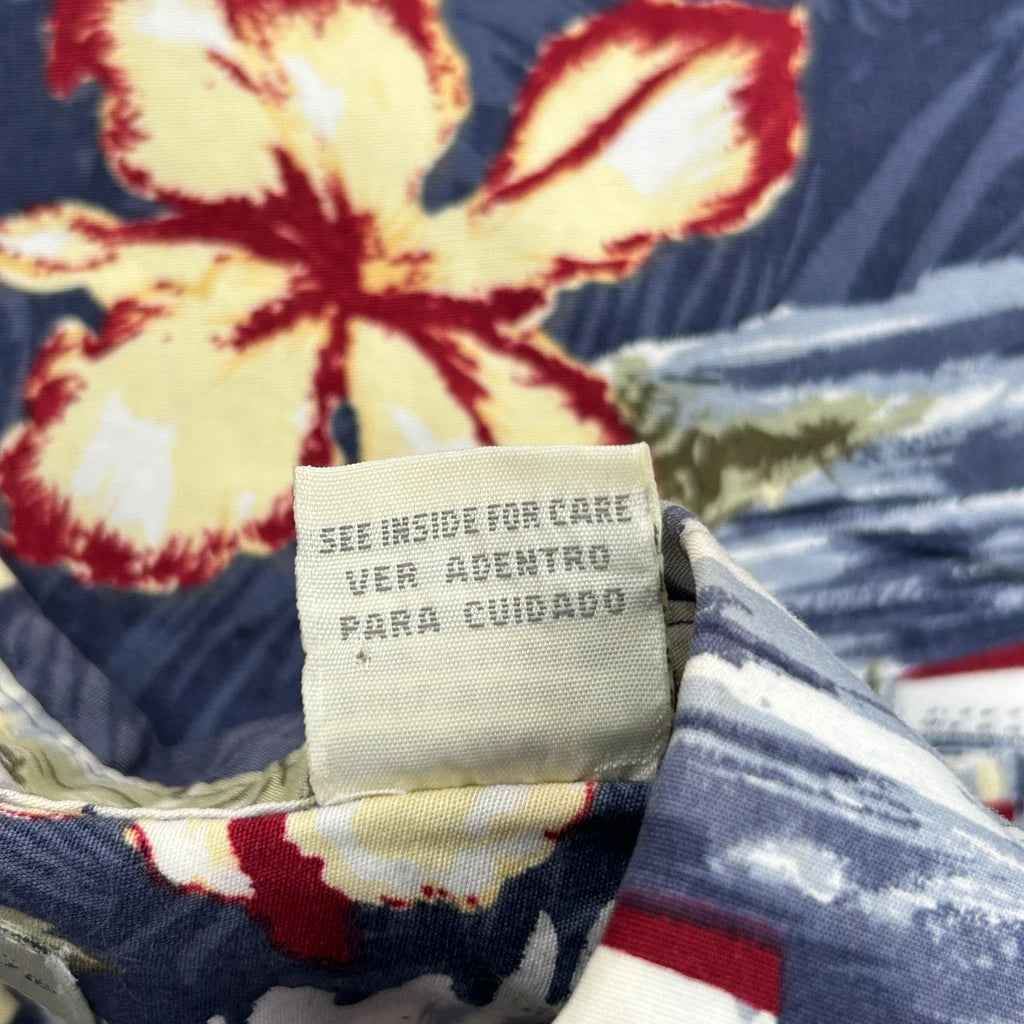 SEE INSIDE FOR CARE
VER ADENTRO
PARA CUIDADO